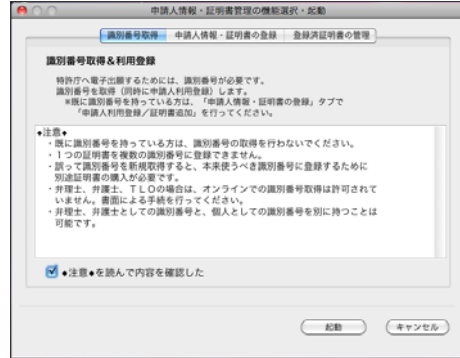 申請人情報・証明書管理の機能選択・起動
識別番号取得 申請人情報・証明書の登録 登録済証明書の管理
識別番号取得＆利用登録
特許庁へ電子出願するためには、識別番号が必要です。
識別番号を取得（同時に申請人利用登録）します。
※既に識別番号を持っている方は、「申請人情報・証明書の登録」タブで
「申請人利用登録／証明書追加」を行ってください。
◆注意◆
・既に識別番号を持っている方は、識別番号の取得を行わないでください。
・１つの証明書を複数の識別番号に登録できません。
・誤って識別番号を新規取得すると、本来使うべき識別番号に登録するために
別途証明書の購入が必要です。
・弁理士、弁護士、ＴＬＯの場合は、オンラインでの識別番号取得は許可されて
いません。書面による手続を行ってください。
・弁理士、弁護士としての識別番号と、個人としての識別番号を別に持つことは
可能です。
◆注意◆を読んで内容を確認した
起動 キャンセル